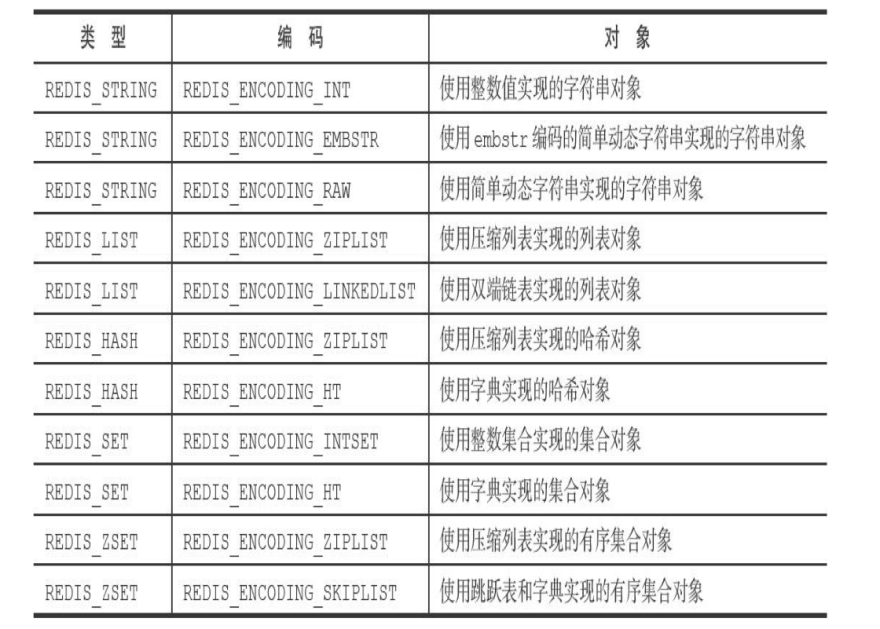 类 型 编 码 对 象
REDIS_STRING REDIS_ENCODING_INT 使用整数值实现的字符串对象
REDIS_STRING REDIS_ENCODING_EMBSTR 使用 embstr 编码的简单动态字符串实现的字符串对象
REDIS_STRING REDIS_ENCODING_RAW 使用简单动态字符串实现的字符串对象
REDIS_LIST REDIS_ENCODING_ZIPLIST 使用压缩列表实现的列表对象
REDIS_LIST REDIS_ENCODING_LINKEDLIST 使用双端链表实现的列表对象
REDIS_HASH REDIS_ENCODING_ZIPLIST 使用压缩列表实现的哈希对象
REDIS_HASH REDIS_ENCODING_HT 使用字典实现的哈希对象
REDIS_SET REDIS_ENCODING_INTSET 使用整数集合实现的集合对象
REDIS_SET REDIS_ENCODING_HT 使用字典实现的集合对象
REDIS_ZSET REDIS_ENCODING_ZIPLIST 使用压缩列表实现的有序集合对象
REDIS_ZSET REDIS_ENCODING_SKIPLIST 使用跳跃表和字典实现的有序集合对象